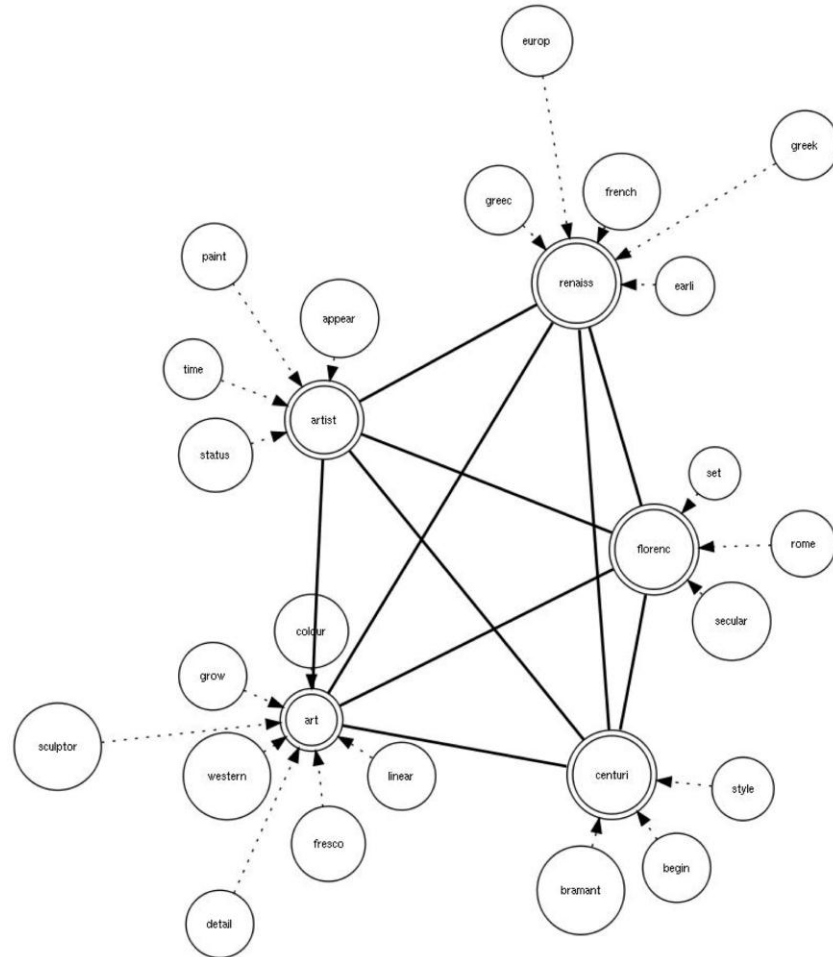 europ
greek
french
greec
paint
renaiss
earli
appear
time
artist
status
set
rome
florenc
secular
colour
grow
art
sculptor
western
linear
centuri
style
fresco
begin
bramant
detail